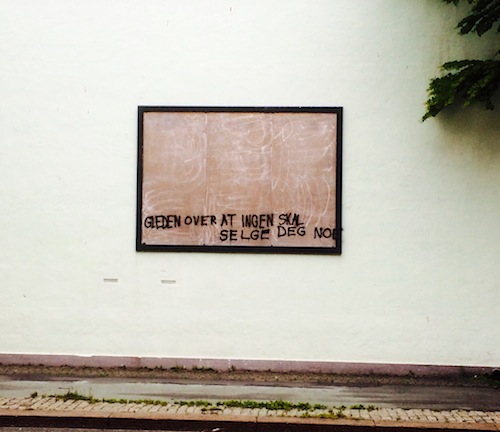 GLEDEN OVER AT INGEN SKAL
SELGE DEG NOE